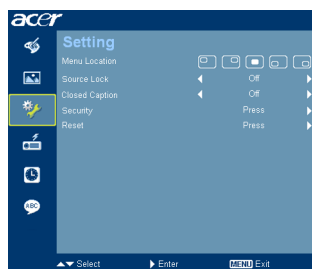 acer
Setting
Menu Location
Source Lock Off
Closed Caption Off
Security Press
Reset Press
ABC
Select Enter MENU Exit